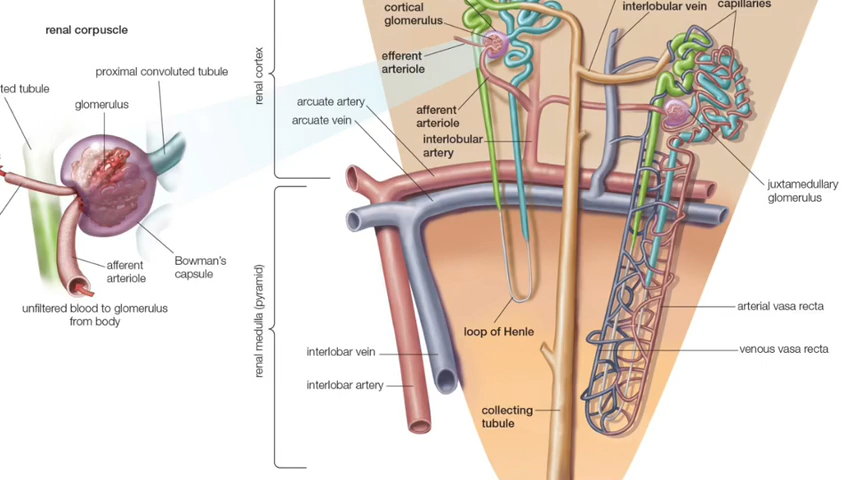 renal corpuscle
ted tubule
proximal convoluted tubule
glomerulus
afferent
arteriole
Bowman's
capsule
unfiltered blood to glomerulus
from body
renal cortex
renal medulla (pyramid)
cortical
glomerulus
efferent
arteriole
arcuate artery
arcuate vein
afferent
arteriole
interlobular
artery
interlobular vein
capillaries
juxtamedullary
glomerulus
arterial vasa recta
venous vasa recta
loop of Henle
interlobar vein
interlobar artery
collecting
tubule